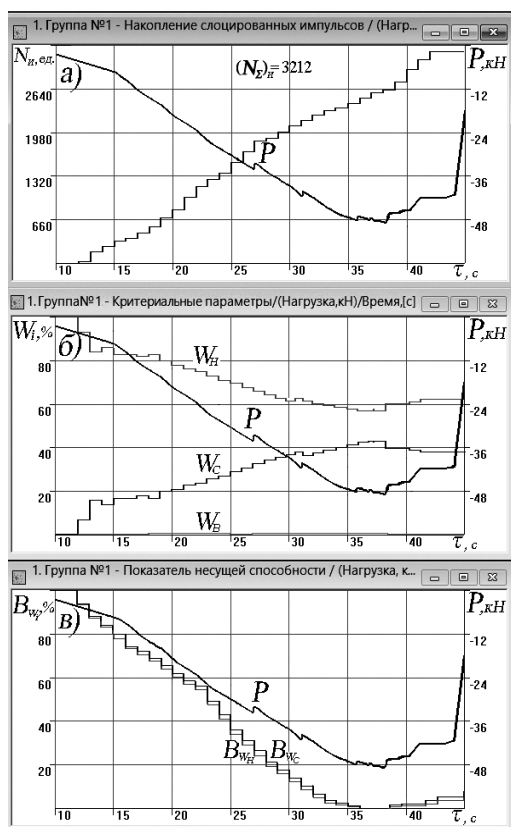 1. Группа №1 - Накопление слоцированных импульсов / (Нагр...
Nи, ед.
а)
(NΣ)и = 3212
P,кН
2640
1980
1320
660
-12
-24
-36
-48
P
10 15 20 25 30 35 40 τ, с
1.Группа№1 - Критериальные параметры/(Нагрузка,кН)/Время,[с]
Wi,%
б)
P,кН
80
60
40
20
-12
-24
-36
-48
WН
P
WС
WВ
10 15 20 25 30 35 40 τ, с
1. Группа №1 - Показатель несущей способности / (Нагрузка, к...
BWi,%
в)
P,кН
80
60
40
20
-12
-24
-36
-48
P
BWН BWС
10 15 20 25 30 35 40 τ, с